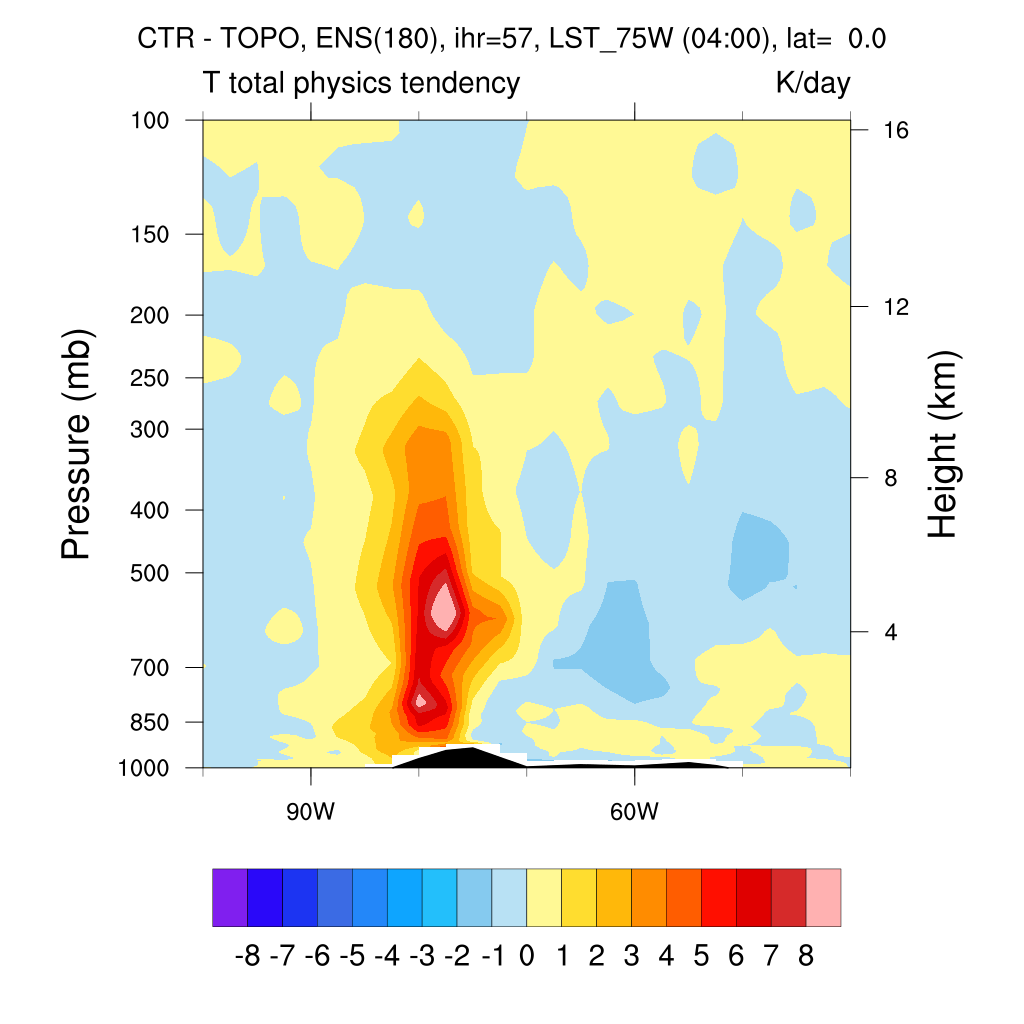 CTR - TOPO, ENS(180), ihr=57, LST_75W (04:00), lat=  0.0
T total physics tendency K/day
100
150
200
250
300
400
500
700
850
1000
Pressure (mb)
16
12
8
4
Height (km)
90W 60W
-8 -7 -6 -5 -4 -3 -2 -1 0 1 2 3 4 5 6 7 8